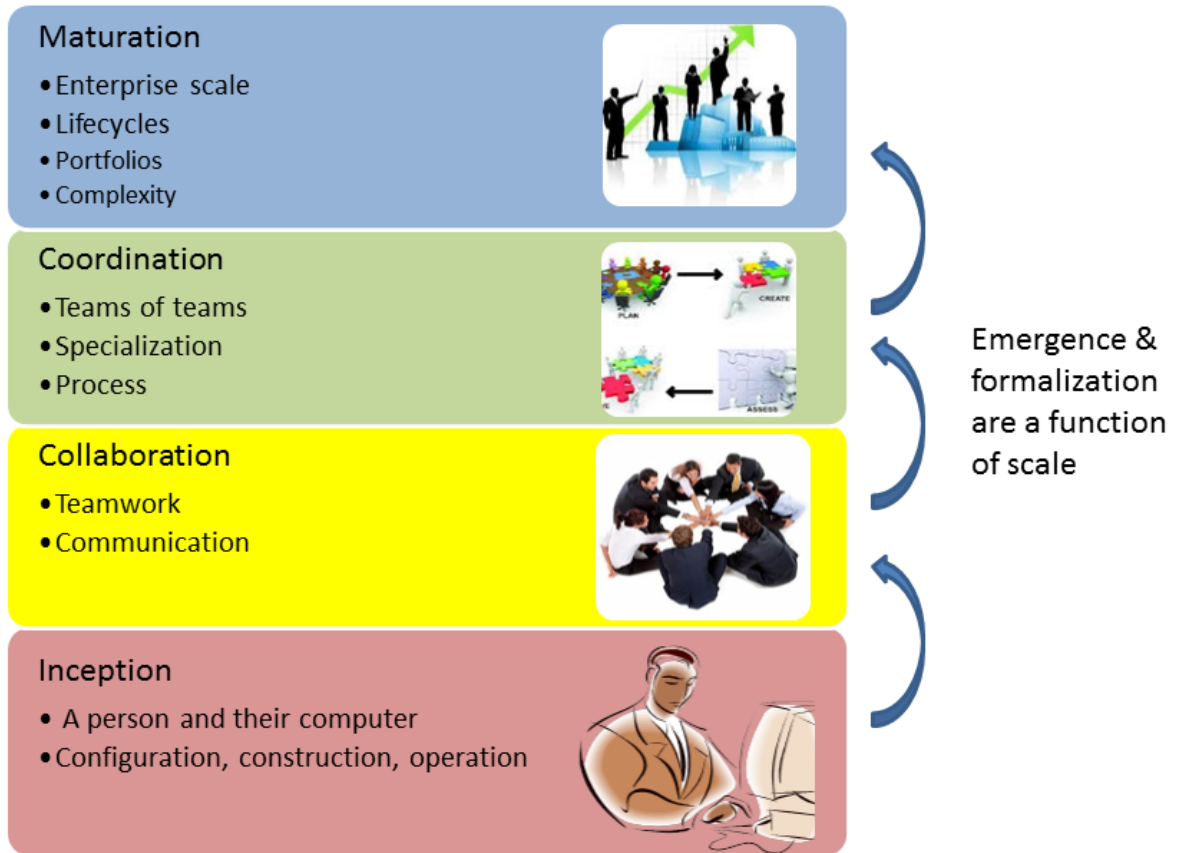 Maturation
•Enterprise scale
•Lifecycles
•Portfolios
•Complexity
Coordination
•Teams of teams
•Specialization
•Process
PLAN
CREATE
ASSESS
Collaboration
•Teamwork
•Communication
Inception
• A person and their computer
•Configuration, construction, operation
Emergence &
formalization
are a function
of scale